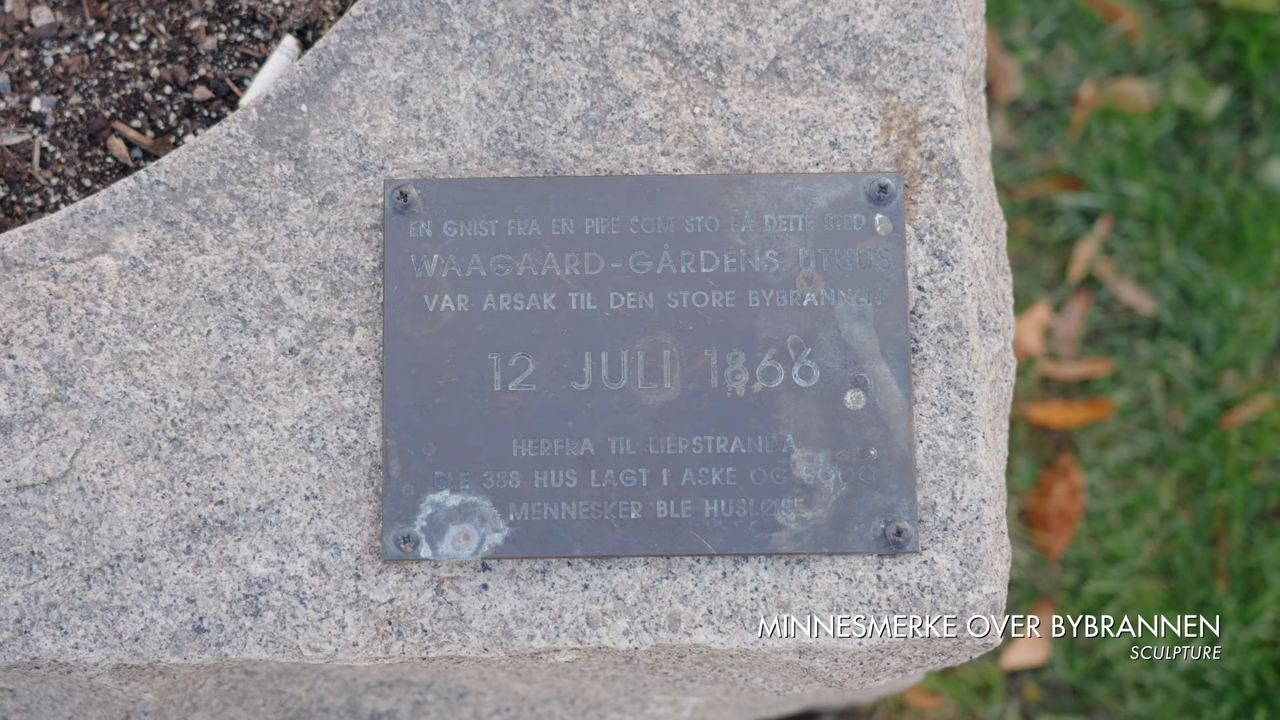 EN GNIST FRA EN PIPE SOM STO PÅ DETTE STED
WAAGAARD-GÅRDENS UTHUS
VAR ÅRSAK TIL DEN STORE BYBRANNEN
12 JULI 1866
HERFRA TIL LIERSTRANDA
BLE 388 HUS LAGT I ASKE OG
MENNESKER BLE HUSLØSE
MINNESMERKE OVER BYBRANNEN
SCULPTURE